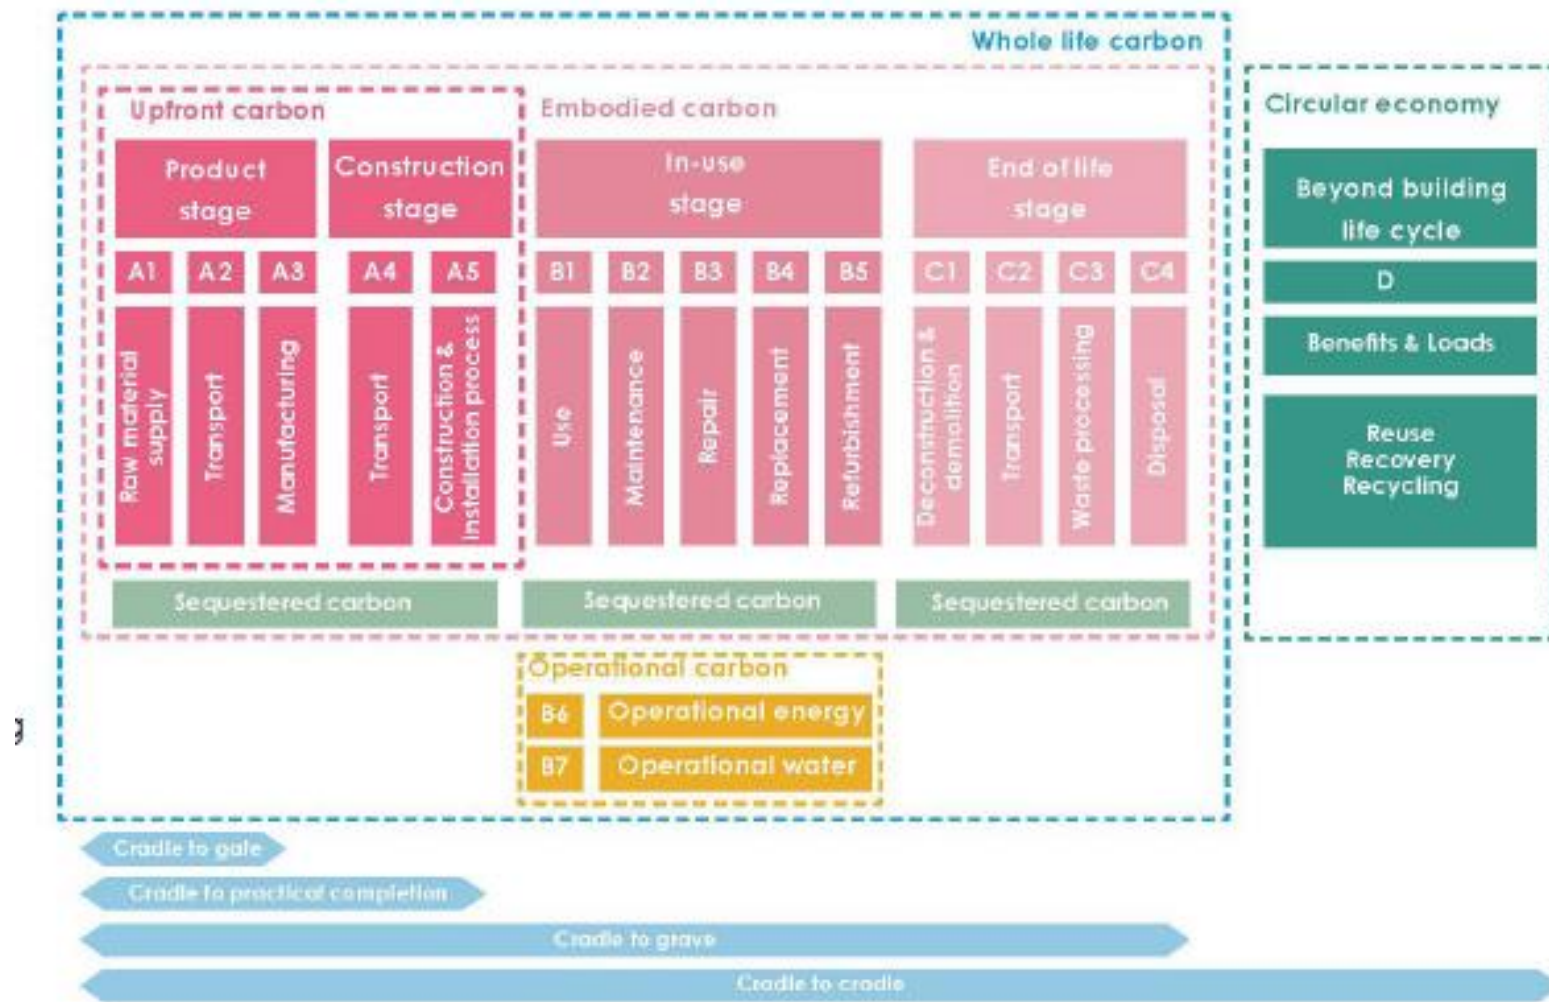 Whole life carbon
Upfront carbon
Embodied carbon
Circular economy
Product
stage
Construction
stage
In-use
stage
End of life
stage
Beyond building
life cycle
A1
A2
A3
A4
A5
B1
B2
B3
B4
B5
C1
C2
C3
C4
D
Raw material
supply
Transport
Manufacturing
Transport
Construction &
installation process
Use
Maintenance
Repair
Replacement
Refurbishment
Deconstruction &
demolition
Transport
Waste processing
Disposal
Benefits & Loads
Reuse
Recovery
Recycling
Sequestered carbon
Sequestered carbon
Sequestered carbon
Operational carbon
B6
Operational energy
B7
Operational water
Cradle to gate
Cradle to practical completion
Cradle to grave
Cradle to cradle